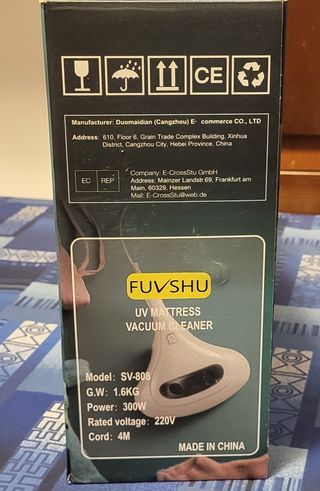 CE
Manufacturer: Duomaidian (Cangzhou) E- commerce CO., LTD
Address: 610, Floor 6, Grain Trade Complex Building, Xinhua
District, Cangzhou City, Hebei Province, China
EC REP
Company: E-CrossStu GmbH
Address: Mainzer Landstr.69, Frankfurt am
Main, 60329, Hessen
Mail: E-CrossStu@web.de
FUVSHU
UV MATTRESS
VACUUM CLEANER
Model: SV-808
G.W: 1.6KG
Power: 300W
Rated voltage: 220V
Cord: 4M
MADE IN CHINA